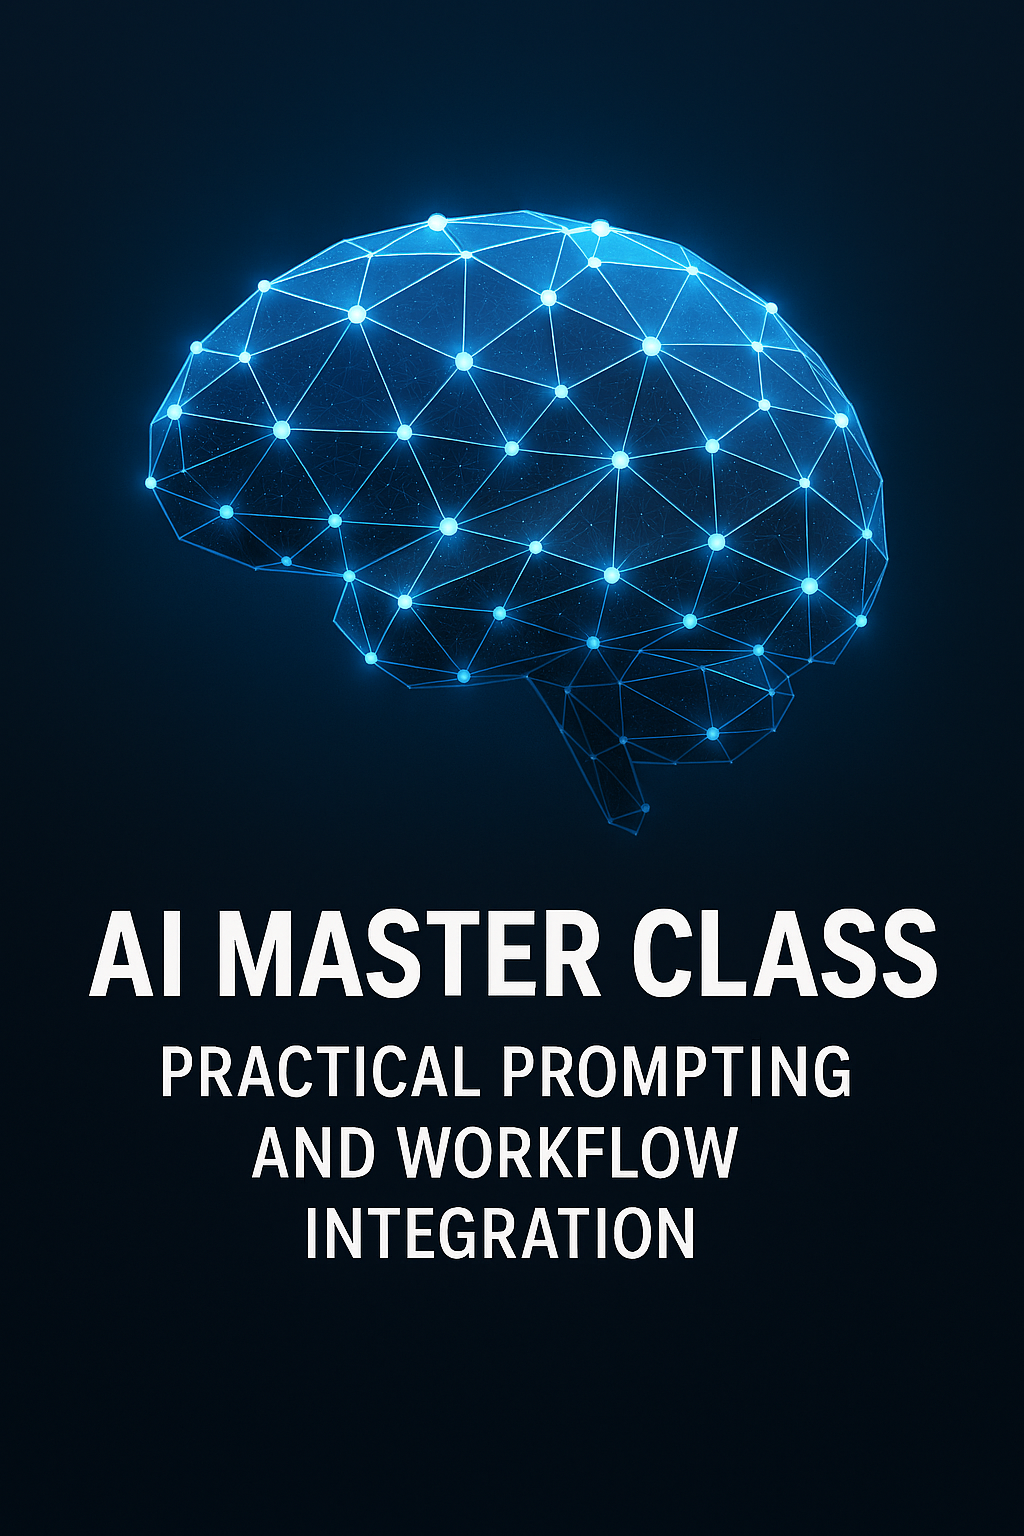 AI MASTER CLASS
PRACTICAL PROMPTING
AND WORKFLOW
INTEGRATION